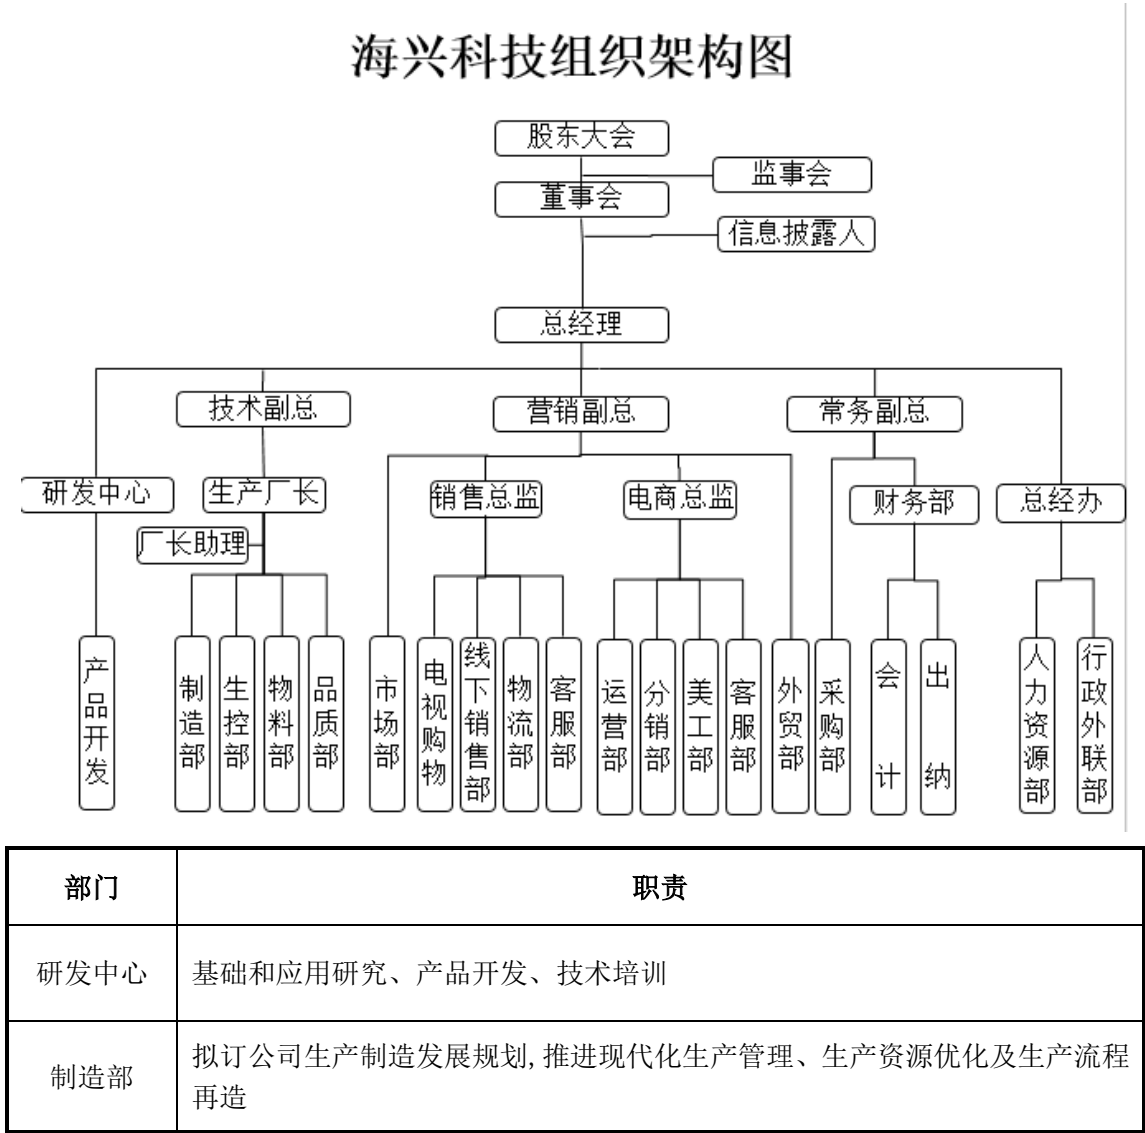 海兴科技组织架构图
股东大会
监事会
董事会
信息披露人
总经理
技术副总
营销副总
常务副总
研发中心
生产厂长
销售总监
电商总监
财务部
总经办
厂长助理
产品开发
制造部
生控部
物料部
品质部
市场部
电视购物
线下销售部
物流部
客服部
运营部
分销部
美工部
客服部
外贸部
采购部
会计
出纳
人力资源部
行政外联部
部门 职责
研发中心 基础和应用研究、产品开发、技术培训
制造部 拟订公司生产制造发展规划,推进现代化生产管理、生产资源优化及生产流程
再造